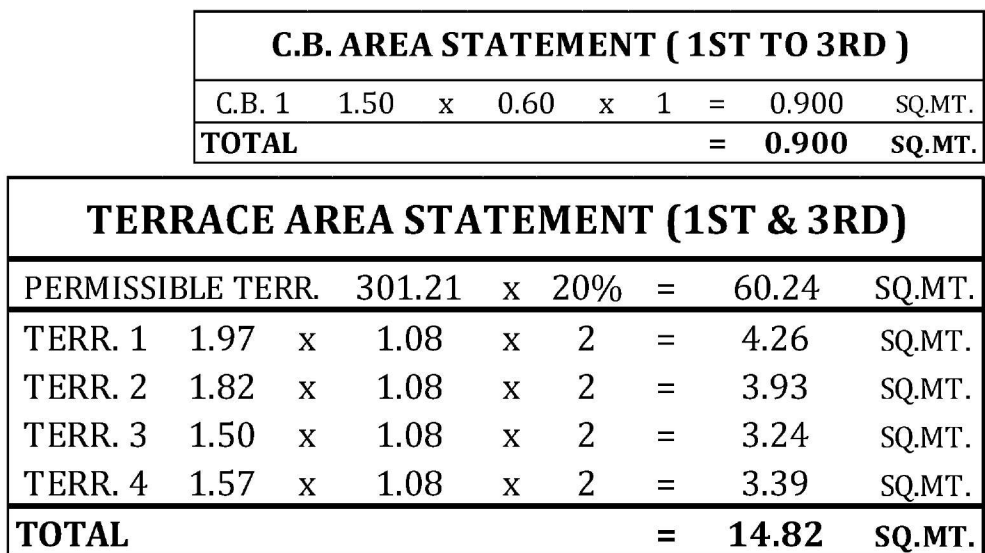 C.B. AREA STATEMENT ( 1ST TO 3RD )
C.B. 1 1.50 x 0.60 x 1 = 0.900 SQ.MT.
TOTAL = 0.900 SQ.MT.
TERRACE AREA STATEMENT (1ST & 3RD)
PERMISSIBLE TERR. 301.21 x 20% = 60.24 SQ.MT.
TERR. 1 1.97 x 1.08 x 2 = 4.26 SQ.MT.
TERR. 2 1.82 x 1.08 x 2 = 3.93 SQ.MT.
TERR. 3 1.50 x 1.08 x 2 = 3.24 SQ.MT.
TERR. 4 1.57 x 1.08 x 2 = 3.39 SQ.MT.
TOTAL = 14.82 SQ.MT.